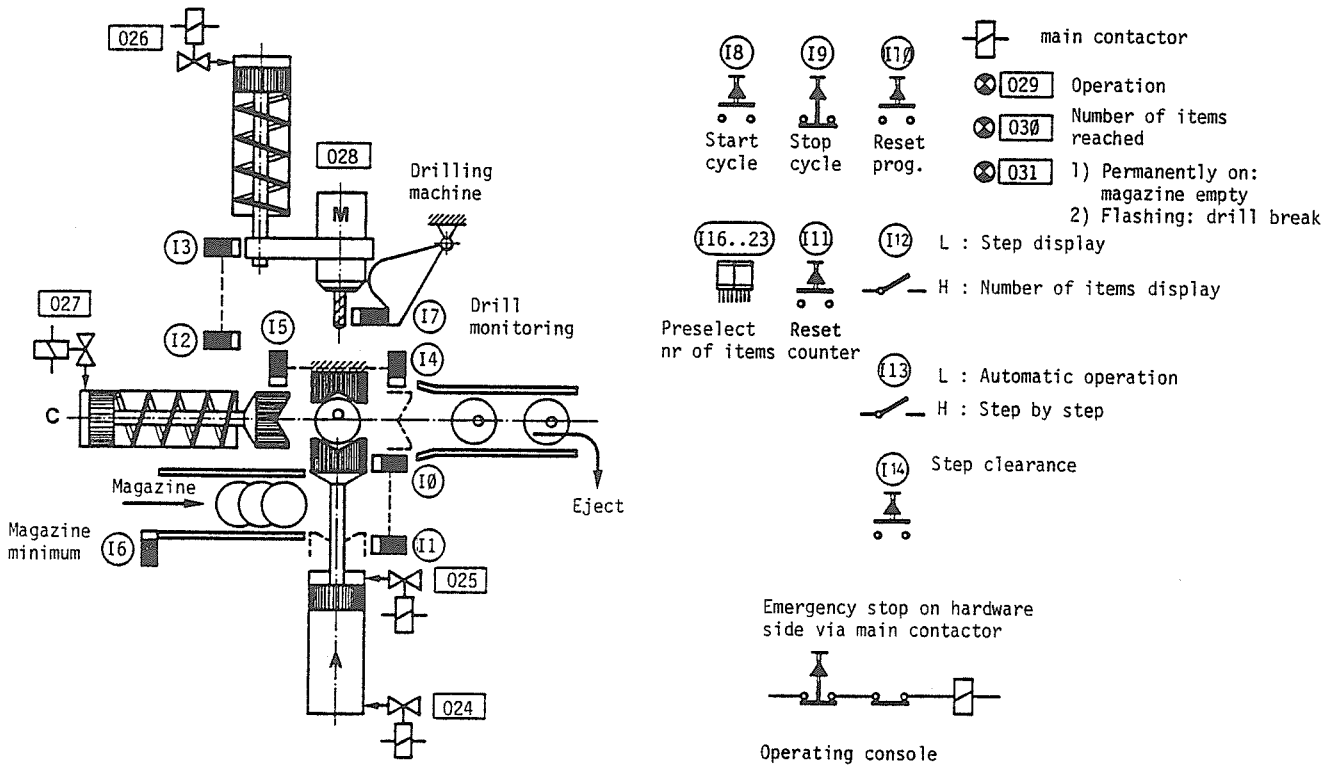 026
028
Drilling
machine
M
I3
027
I2
I5
I7
Drill
monitoring
I4
C
Magazine
I0
Eject
Magazine
minimum
I6
I1
025
A
024
I8
I9
I10
Start
cycle
Stop
cycle
Reset
prog.
main contactor
029 Operation
030 Number of items
reached
031 1) Permanently on:
magazine empty
2) Flashing: drill break
I16..23
I11
I12
L : Step display
H : Number of items display
Preselect
nr of items
Reset
counter
I13
L : Automatic operation
H : Step by step
I14
Step clearance
Emergency stop on hardware
side via main contactor
Operating console